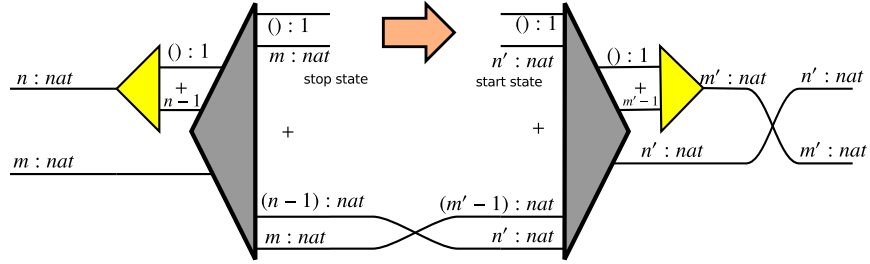 () : 1
() : 1
() : 1
m : nat
n′ : nat
() : 1
n : nat
stop state
start state
m′ : nat
n′ : nat
+
n − 1
+
m′ − 1
+
+
m : nat
n′ : nat
m′ : nat
(n − 1) : nat
(m′ − 1) : nat
m : nat
n′ : nat